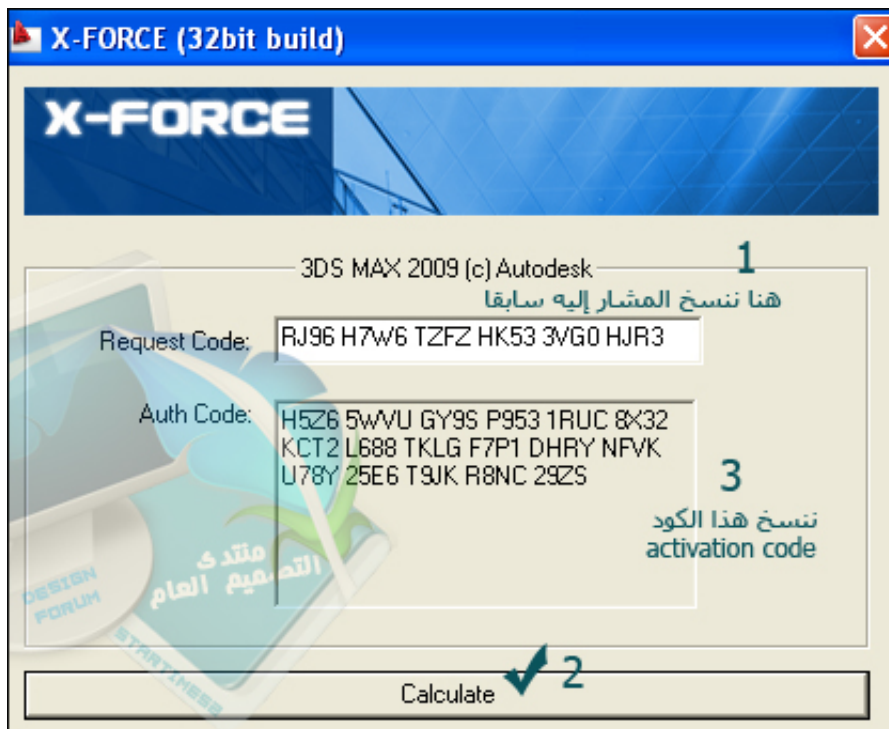 X-FORCE (32bit build)
X-FORCE
3DS MAX 2009 (c) Autodesk
1
هنا ننسخ المشار إليه سابقا
Request Code:
RJ96 H7W6 TZFZ HK53 3VG0 HJR3
Auth Code:
H5Z6 5WVU GY9S P953 1RUC 8X32
KCT2 L688 TKLG F7P1 DHRY NFVK
U78Y 25E6 T9JK R8NC 29ZS
3
ننسخ هذا الكود
activation code
منتدى
التصميم العام
DESIGN
FORUM
STARTIMES2
Calculate
2